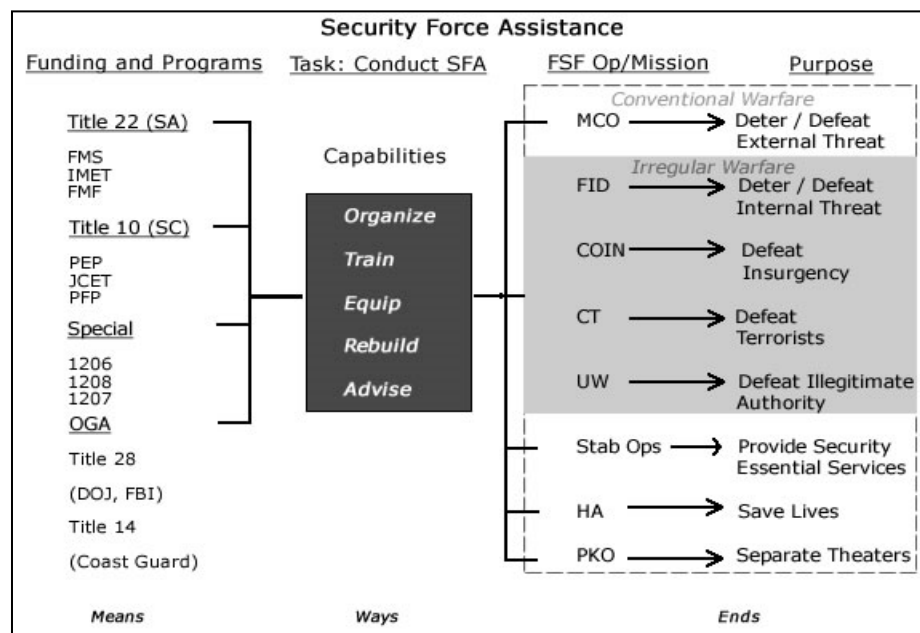 Security Force Assistance
Funding and Programs
Task: Conduct SFA
FSF Op/Mission
Purpose
Title 22 (SA)
FMS
IMET
FMF
Title 10 (SC)
PEP
JCET
PFP
Special
1206
1208
1207
OGA
Title 28
(DOJ, FBI)
Title 14
(Coast Guard)
Means
Capabilities
Organize
Train
Equip
Rebuild
Advise
Ways
Conventional Warfare
MCO
Deter / Defeat
External Threat
Irregular Warfare
FID
Deter / Defeat
Internal Threat
COIN
Defeat
Insurgency
CT
Defeat
Terrorists
UW
Defeat Illegitimate
Authority
Stab Ops
Provide Security
Essential Services
HA
Save Lives
PKO
Separate Theaters
Ends